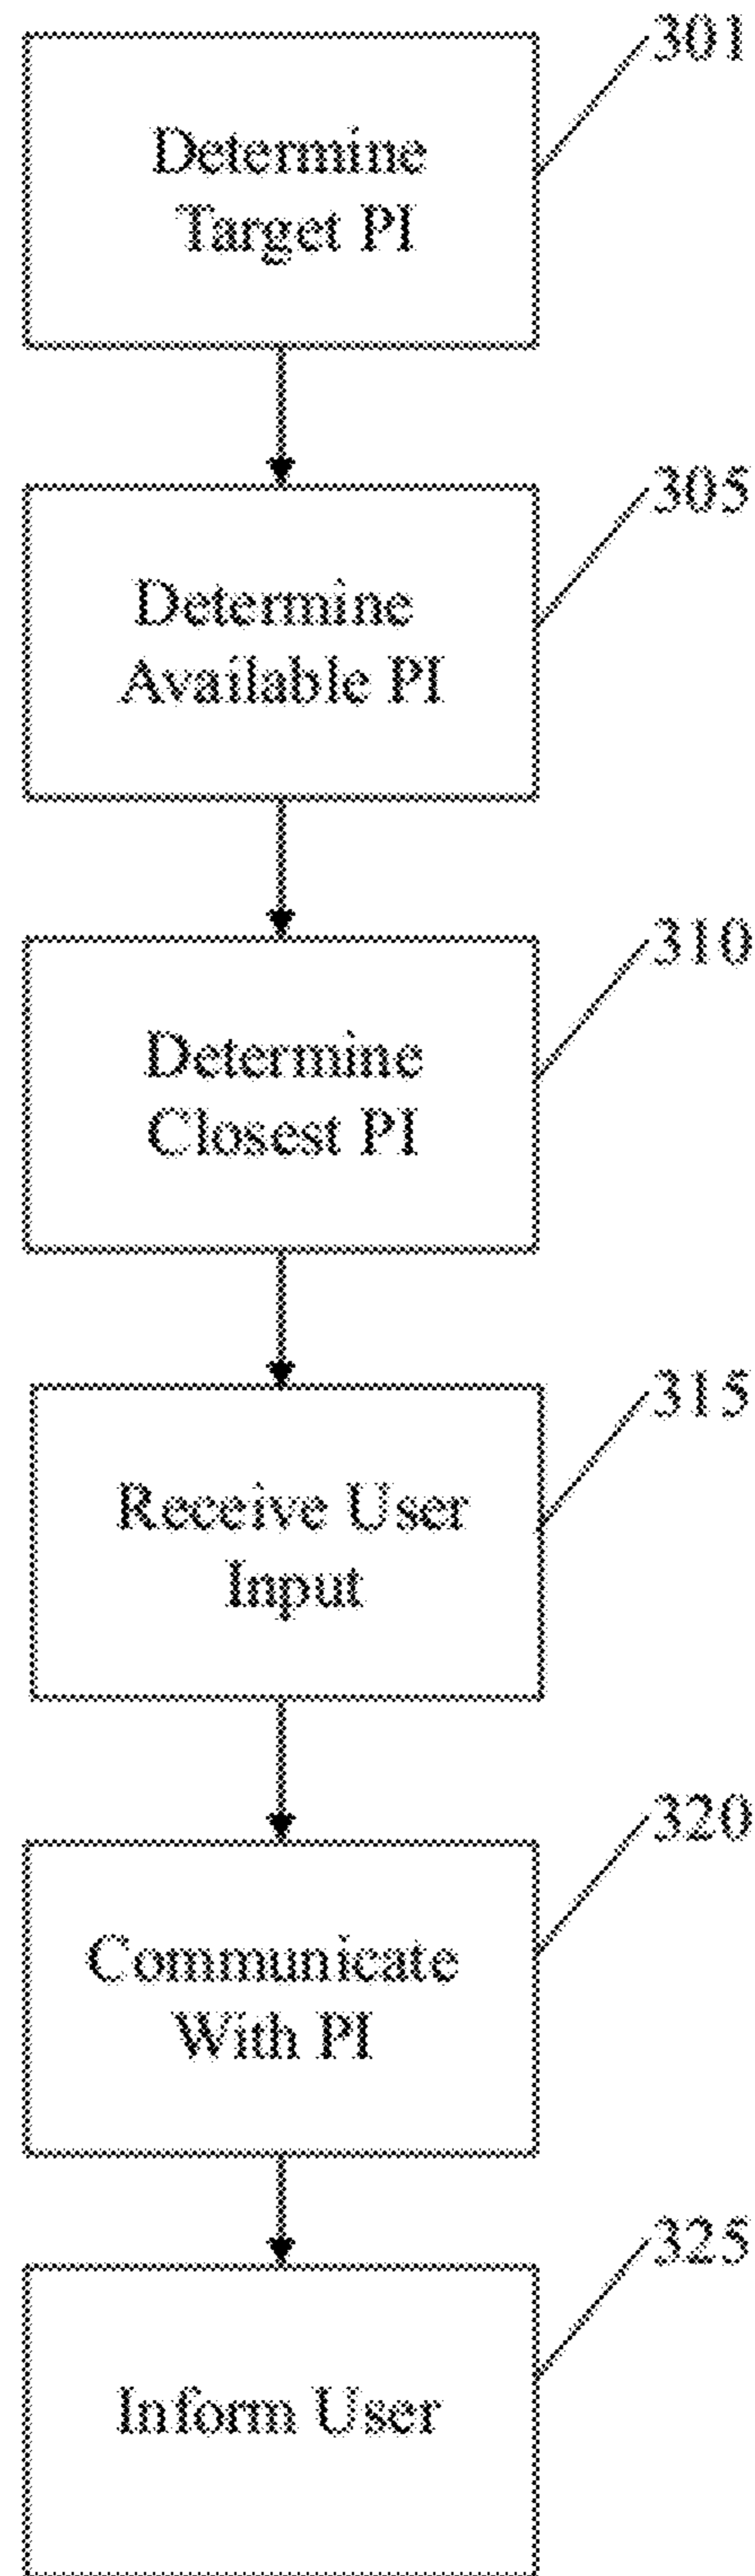 301
Determine
Target PI
305
Determine
Available PI
310
Determine
Closest PI
315
Receive User
Input
320
Communicate
With PI
325
Inform User